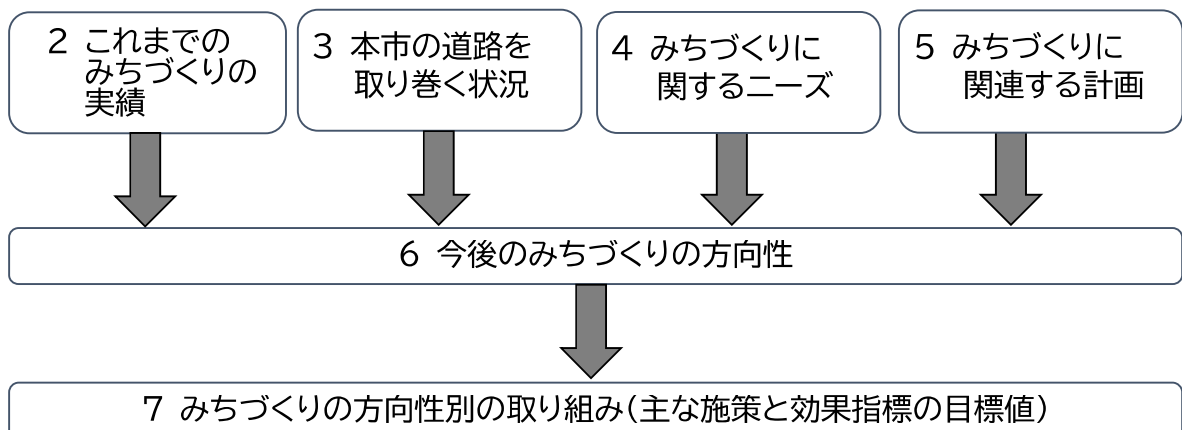 2 これまでの
みちづくりの
実績
3 本市の道路を
取り巻く状況
4 みちづくりに
関するニーズ
5 みちづくりに
関連する計画
6 今後のみちづくりの方向性
7 みちづくりの方向性別の取り組み(主な施策と効果指標の目標値)